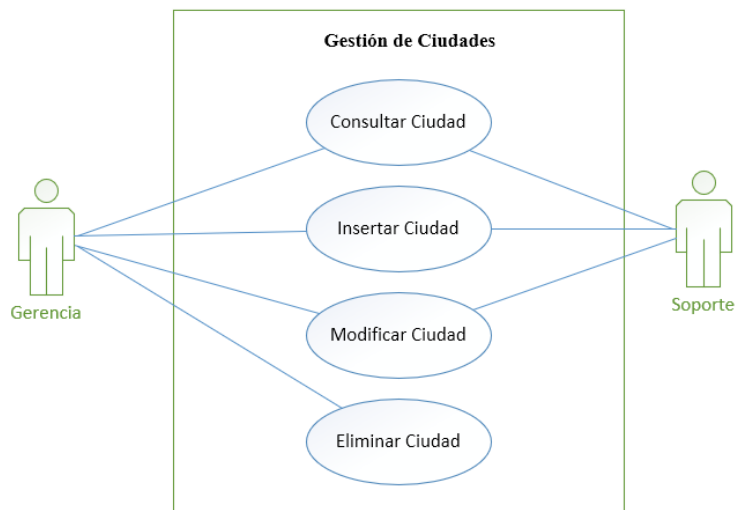 Gestión de Ciudades
Consultar Ciudad
Insertar Ciudad
Gerencia
Soporte
Modificar Ciudad
Eliminar Ciudad